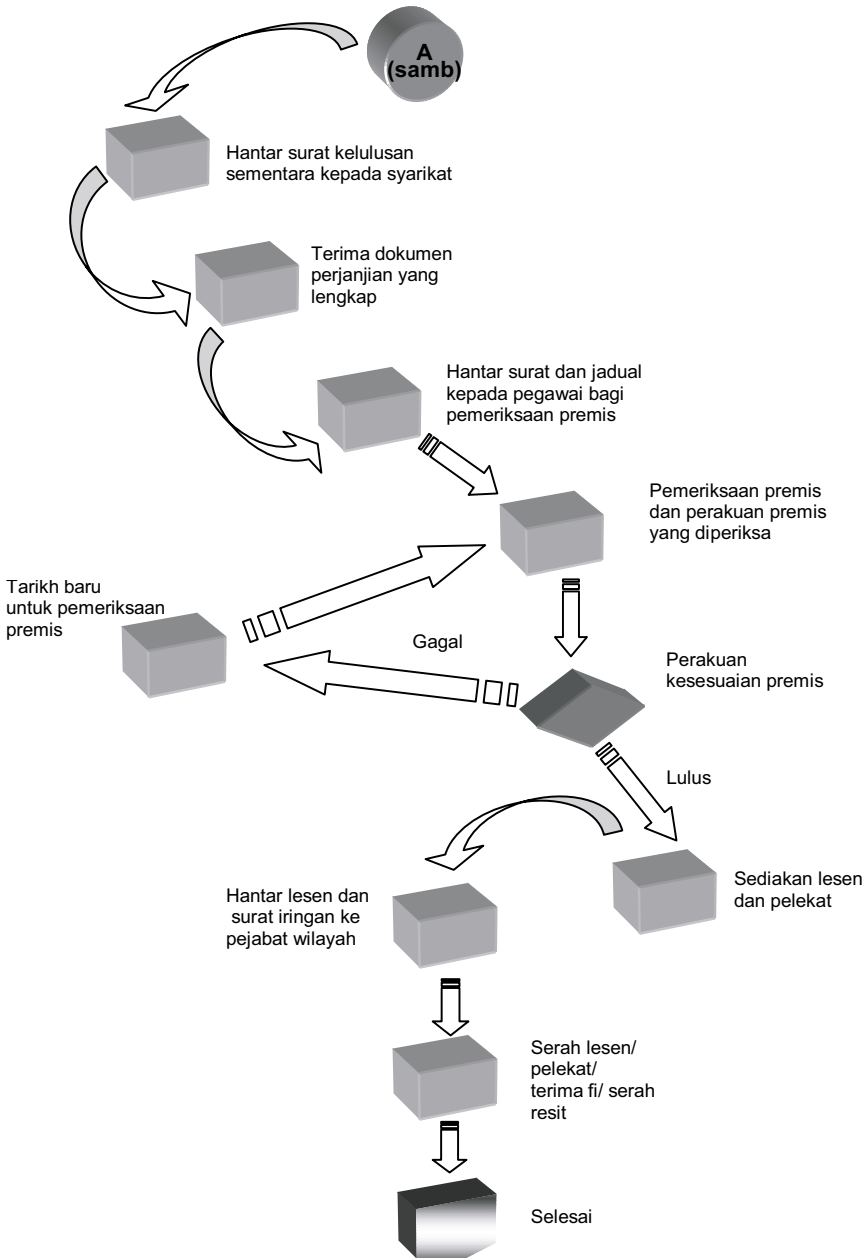 A
(samb)
Hantar surat kelulusan
sementara kepada syarikat
Terima dokumen
perjanjian yang
lengkap
Hantar surat dan jadual
kepada pegawai bagi
pemeriksaan premis
Pemeriksaan premis
dan perakuan premis
yang diperiksa
Tarikh baru
untuk pemeriksaan
premis
Gagal
Perakuan
kesesuaian premis
Lulus
Sediakan lesen
dan pelekat
Hantar lesen dan
surat iringan ke
pejabat wilayah
Serah lesen/
pelekat/
terima fi/ serah
resit
Selesai